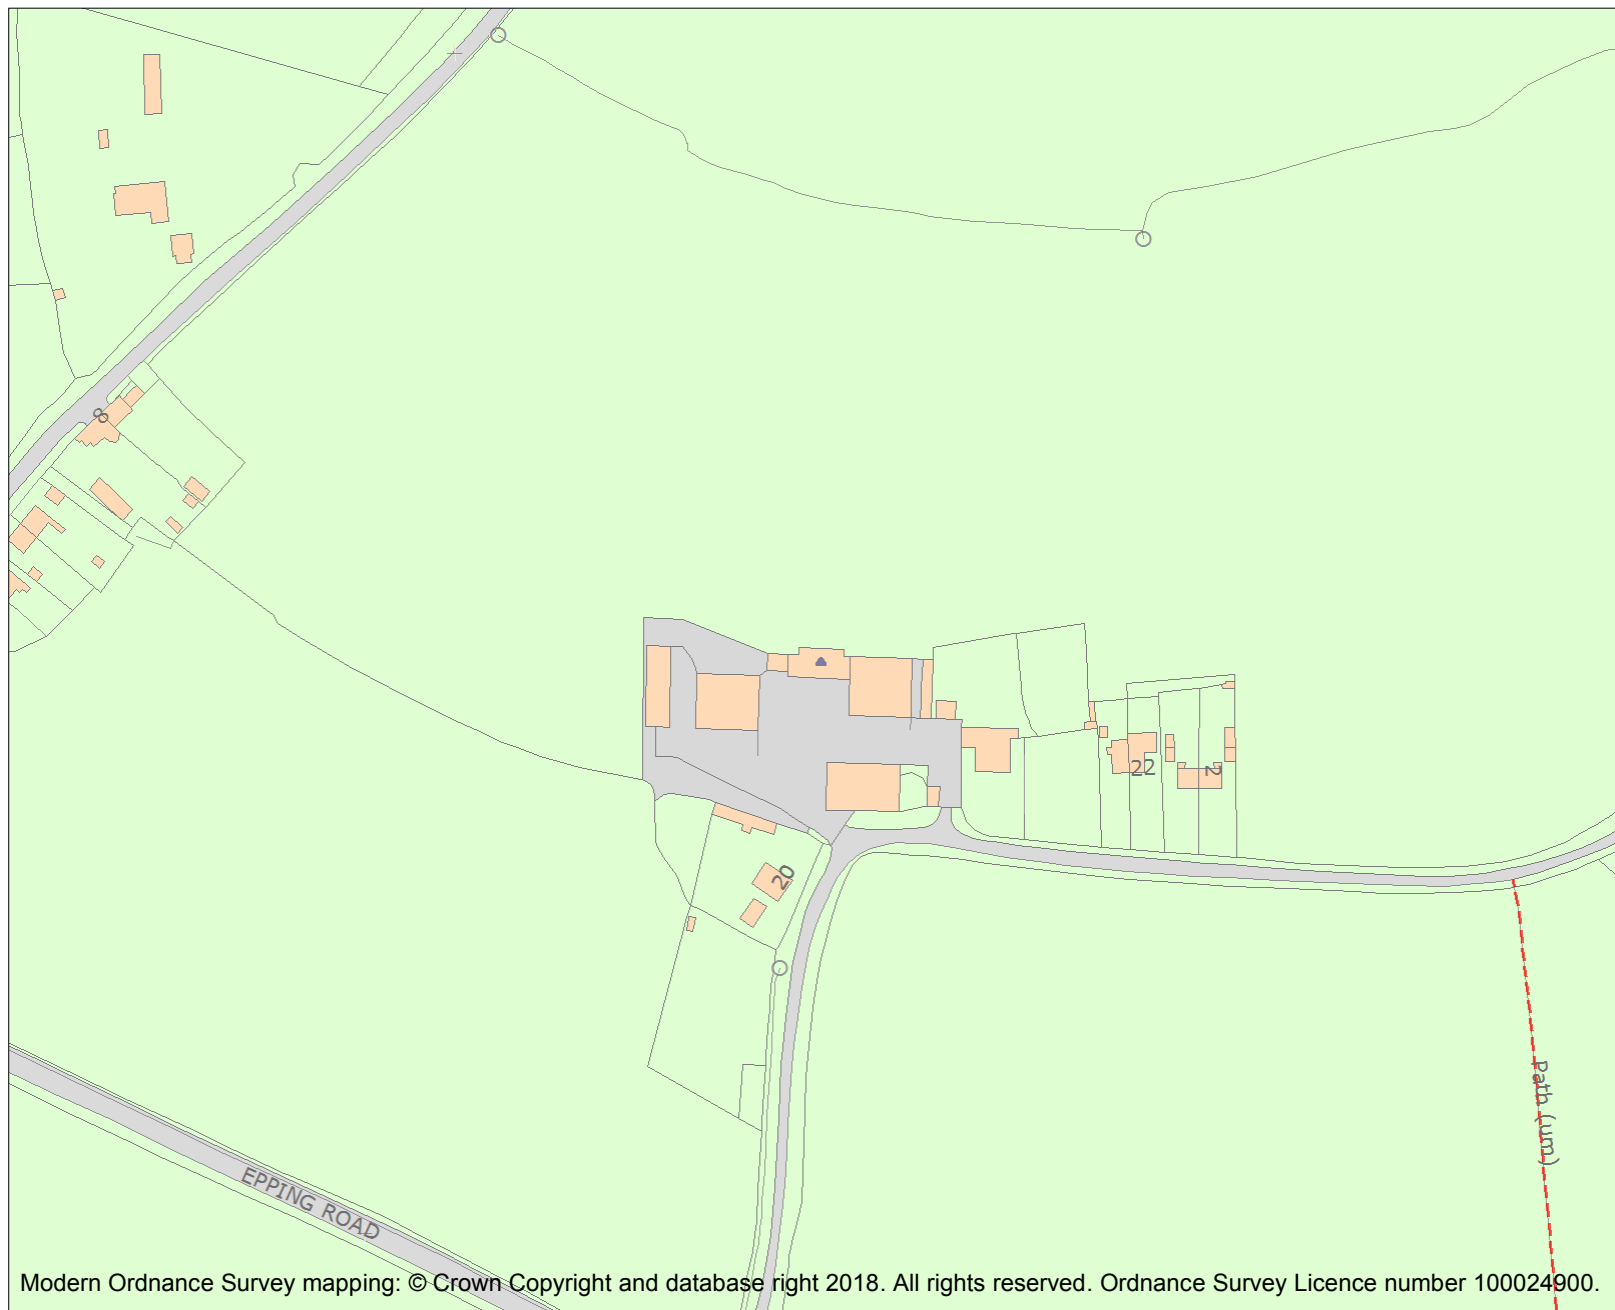 8
22
2
20
Path (um)
EPPING ROAD
Modern Ordnance Survey mapping: © Crown Copyright and database right 2018. All rights reserved. Ordnance Survey Licence number 100024900.